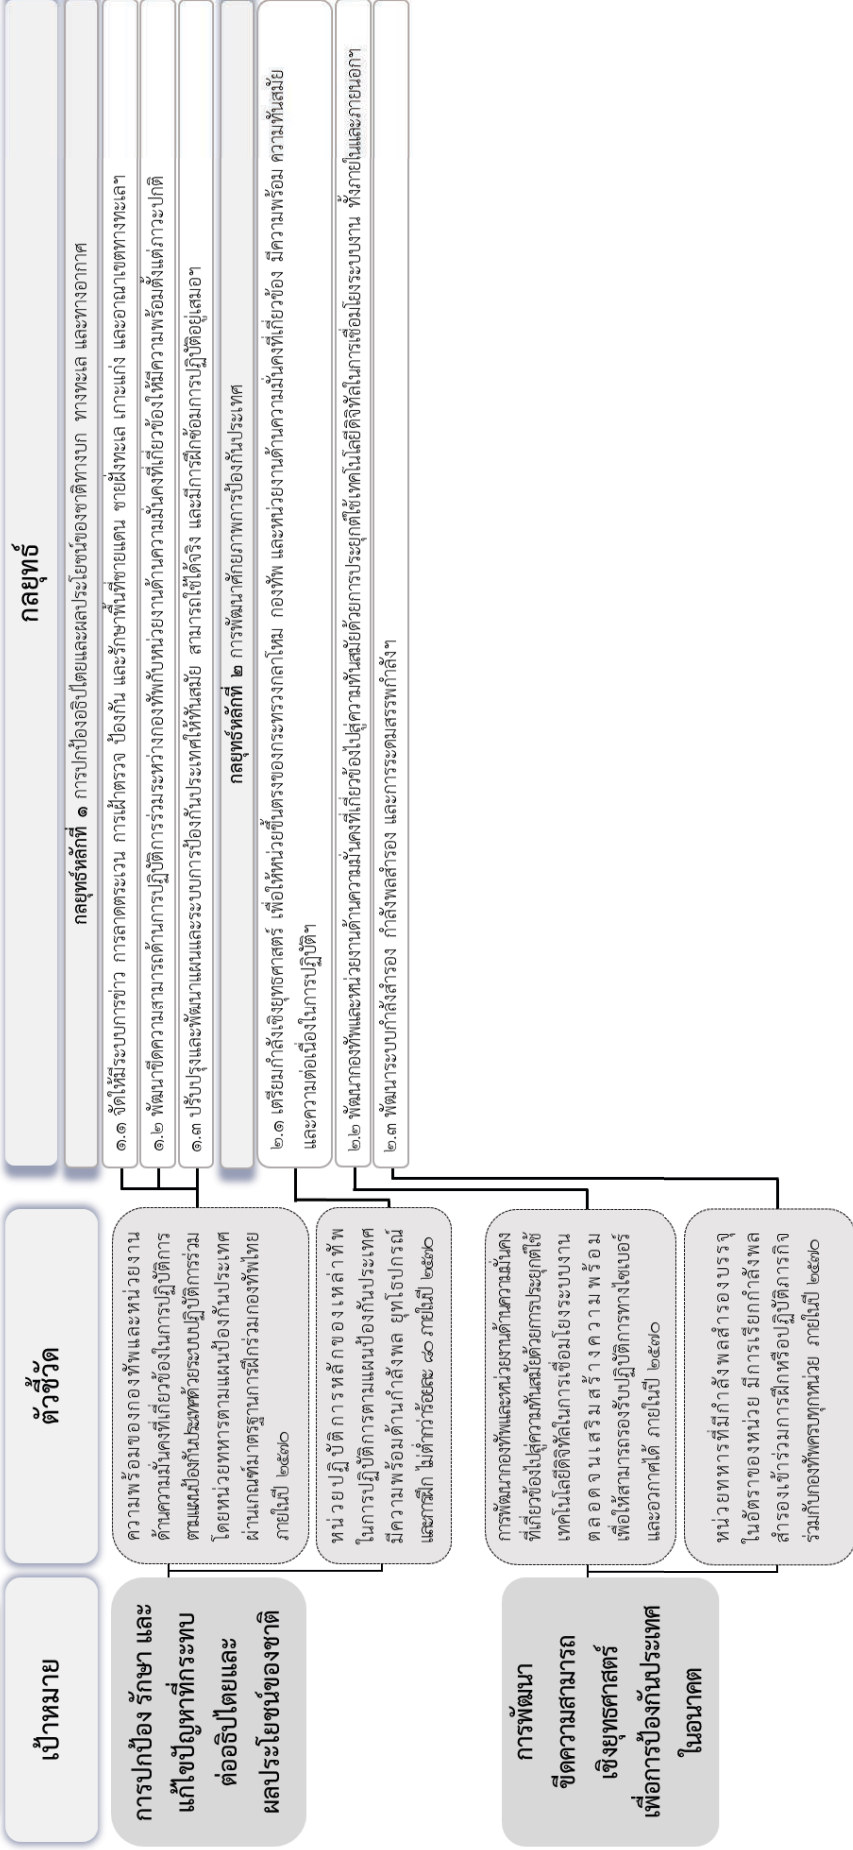 เป้าหมาย
ตัวชี้วัด
กลยุทธ์
การปกป้อง รักษา และ
แก้ไขปัญหาที่กระทบ
ต่ออธิปไตยและ
ผลประโยชน์ของชาติ
ความพร้อมของกองทัพและหน่วยงาน
ด้านความมั่นคงที่เกี่ยวข้องในการปฏิบัติการ
ตามแผนป้องกันประเทศด้วยระบบปฏิบัติการร่วม
โดยหน่วยทหารตามแผนป้องกันประเทศ
ผ่านเกณฑ์มาตรฐานการฝึกร่วมกองทัพไทย
ภายในปี ๒๕๗๐
หน่วยปฏิบัติการหลักของเหล่าทัพ
ในการปฏิบัติการตามแผนป้องกันประเทศ
มีความพร้อมด้านกำลังพล ยุทโธปกรณ์
และการฝึก ไม่ต่ำกว่าร้อยละ ๘๐ ภายในปี ๒๕๗๐
การพัฒนา
ขีดความสามารถ
เชิงยุทธศาสตร์
เพื่อการป้องกันประเทศ
ในอนาคต
การพัฒนากองทัพและหน่วยงานด้านความมั่นคง
ที่เกี่ยวข้องไปสู่ความทันสมัยด้วยการประยุกต์ใช้
เทคโนโลยีดิจิทัลในการเชื่อมโยงระบบงาน
ตลอดจนเสริมสร้างความพร้อม
เพื่อให้สามารถรองรับปฏิบัติการทางไซเบอร์
และอวกาศได้ ภายในปี ๒๕๗๐
หน่วยทหารที่มีกำลังพลสำรองบรรจุ
ในอัตราของหน่วย มีการเรียกกำลังพล
สำรองเข้าร่วมการฝึกหรือปฏิบัติภารกิจ
ร่วมกับกองทัพครบทุกหน่วย ภายในปี ๒๕๗๐
กลยุทธ์หลักที่ ๑ การปกป้องอธิปไตยและผลประโยชน์ของชาติทางบก ทางทะเล และทางอากาศ
๑.๑ จัดให้มีระบบการข่าว การลาดตระเวน การเฝ้าตรวจ ป้องกัน และรักษาพื้นที่ชายแดน ชายฝั่งทะเล เกาะแก่ง และอาณาเขตทางทะเลฯ
๑.๒ พัฒนาขีดความสามารถด้านการปฏิบัติการร่วมระหว่างกองทัพกับหน่วยงานด้านความมั่นคงที่เกี่ยวข้องให้มีความพร้อมตั้งแต่ภาวะปกติ
๑.๓ ปรับปรุงและพัฒนาแผนและระบบการป้องกันประเทศให้ทันสมัย สามารถใช้ได้จริง และมีการฝึกซ้อมการปฏิบัติอยู่เสมอฯ
กลยุทธ์หลักที่ ๒ การพัฒนาศักยภาพการป้องกันประเทศ
๒.๑ เตรียมกำลังเชิงยุทธศาสตร์ เพื่อให้หน่วยขึ้นตรงของกระทรวงกลาโหม กองทัพ และหน่วยงานด้านความมั่นคงที่เกี่ยวข้อง มีความพร้อม ความทันสมัย
และความต่อเนื่องในการปฏิบัติฯ
๒.๒ พัฒนากองทัพและหน่วยงานด้านความมั่นคงที่เกี่ยวข้องไปสู่ความทันสมัยด้วยการประยุกต์ใช้เทคโนโลยีดิจิทัลในการเชื่อมโยงระบบงาน ทั้งภายในและภายนอกฯ
๒.๓ พัฒนาระบบกำลังสำรอง กำลังพลสำรอง และการระดมสรรพกำลังฯ